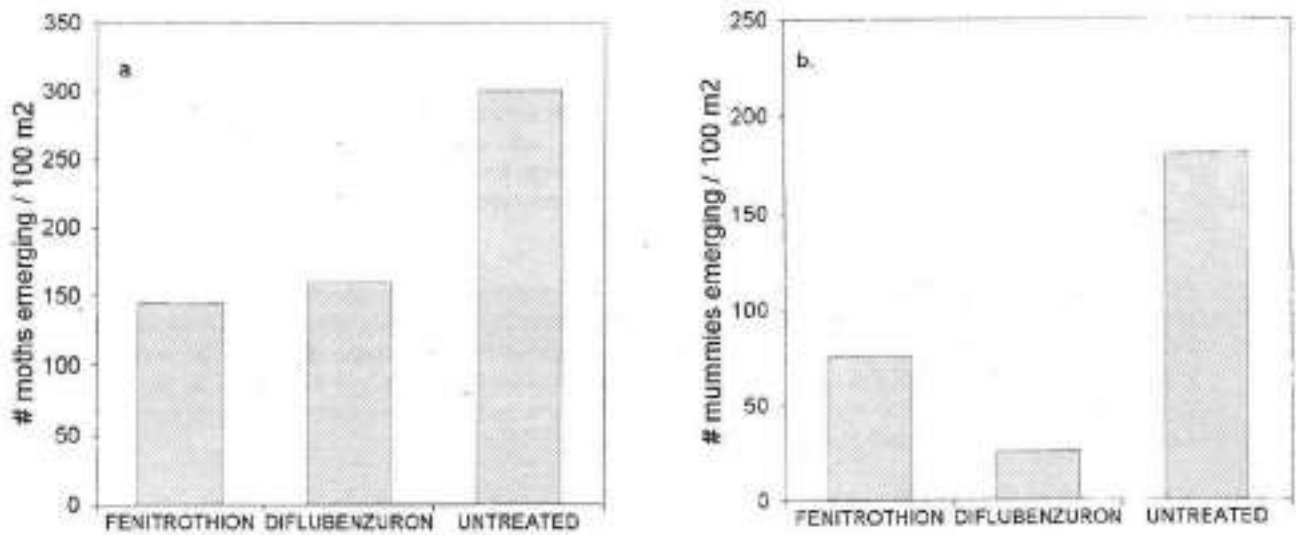 350
300
250
200
150
100
50
0
# moths emerging / 100 m2
a
FENITROTHION DIFLUBENZURON UNTREATED
250
200
150
100
50
0
# mummies emerging / 100 m2
b.
FENITROTHION DIFLUBENZURON UNTREATED